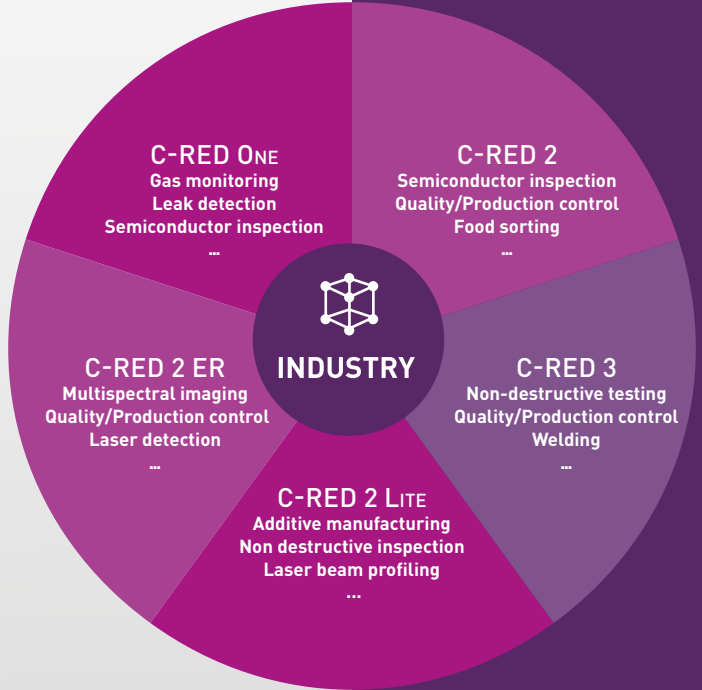 C-RED ONE
Gas monitoring
Leak detection
Semiconductor inspection
...
C-RED 2
Semiconductor inspection
Quality/Production control
Food sorting
...
INDUSTRY
C-RED 2 ER
Multispectral imaging
Quality/Production control
Laser detection
...
C-RED 3
Non-destructive testing
Quality/Production control
Welding
...
C-RED 2 LITE
Additive manufacturing
Non destructive inspection
Laser beam profiling
...